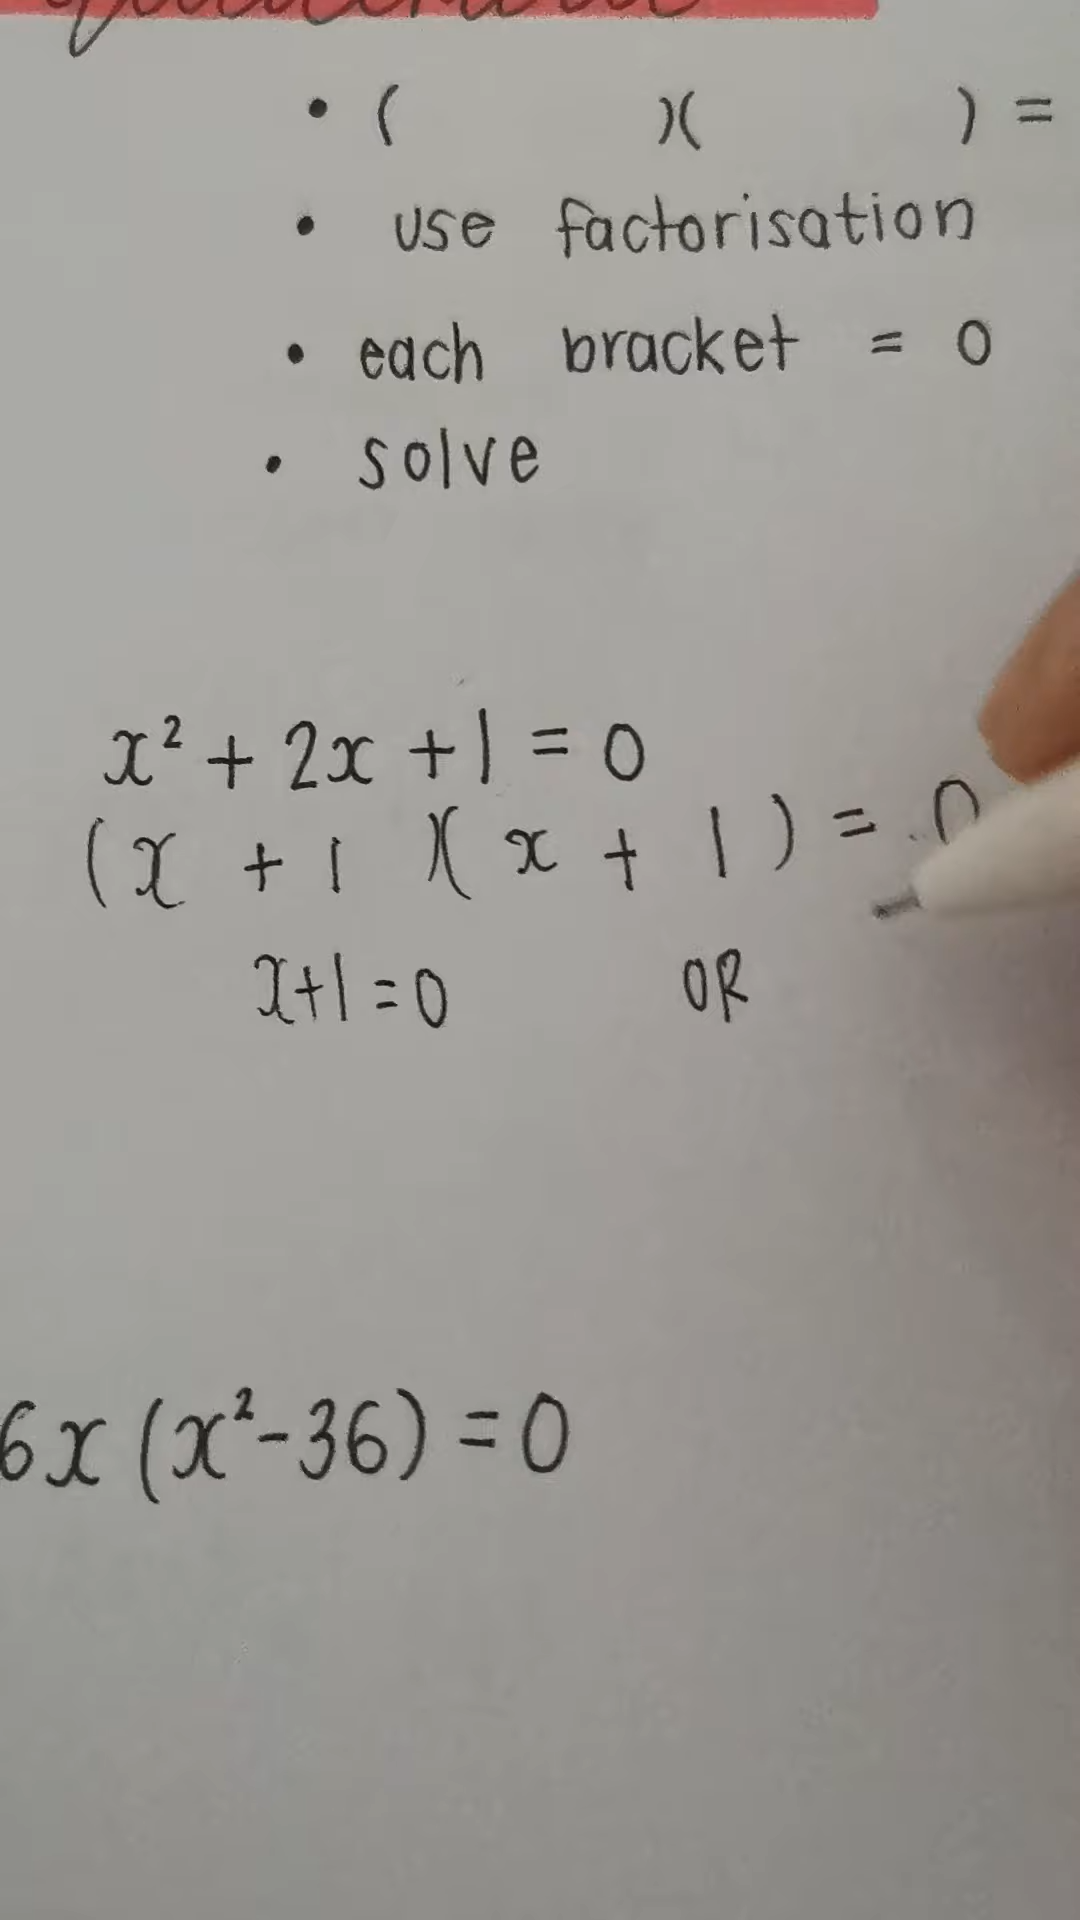 • ( )( ) =
• use factorisation
• each bracket = 0
• solve
x² + 2x + 1 = 0
(x + 1)(x + 1) = 0
x+1=0 OR
6x(x²-36) = 0